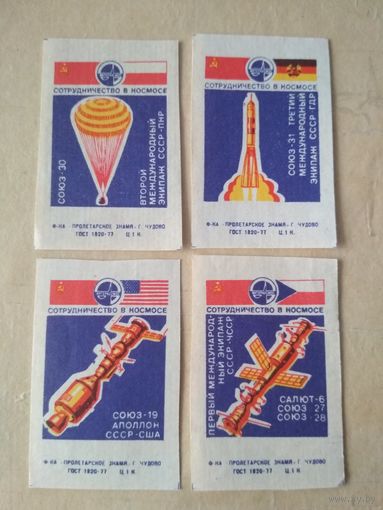 СОТРУДНИЧЕСТВО В КОСМОСЕ
СОЮЗ-30
ВТОРОЙ
МЕЖДУНАРОДНЫЙ
ЭКИПАЖ СССР-ПНР
Ф-КА "ПРОЛЕТАРСКОЕ ЗНАМЯ" Г. ЧУДОВО
ГОСТ 1820-77 Ц.1 К.
СОТРУДНИЧЕСТВО В КОСМОСЕ
СОЮЗ-31 ТРЕТИЙ
МЕЖДУНАРОДНЫЙ
ЭКИПАЖ СССР-ГДР
Ф-КА "ПРОЛЕТАРСКОЕ ЗНАМЯ" Г. ЧУДОВО
ГОСТ 1820-77 Ц.1 К.
СОТРУДНИЧЕСТВО В КОСМОСЕ
СОЮЗ-19
АПОЛЛОН
СССР-США
Ф-КА "ПРОЛЕТАРСКОЕ ЗНАМЯ" Г. ЧУДОВО
ГОСТ 1820-77 Ц.1 К.
СОТРУДНИЧЕСТВО В КОСМОСЕ
ПЕРВЫЙ МЕЖДУНАРОД-
НЫЙ ЭКИПАЖ
СССР-ЧССР
САЛЮТ-6
СОЮЗ-27
СОЮЗ-28
Ф-КА "ПРОЛЕТАРСКОЕ ЗНАМЯ" Г. ЧУДОВО
ГОСТ 1820-77 Ц.1 К.